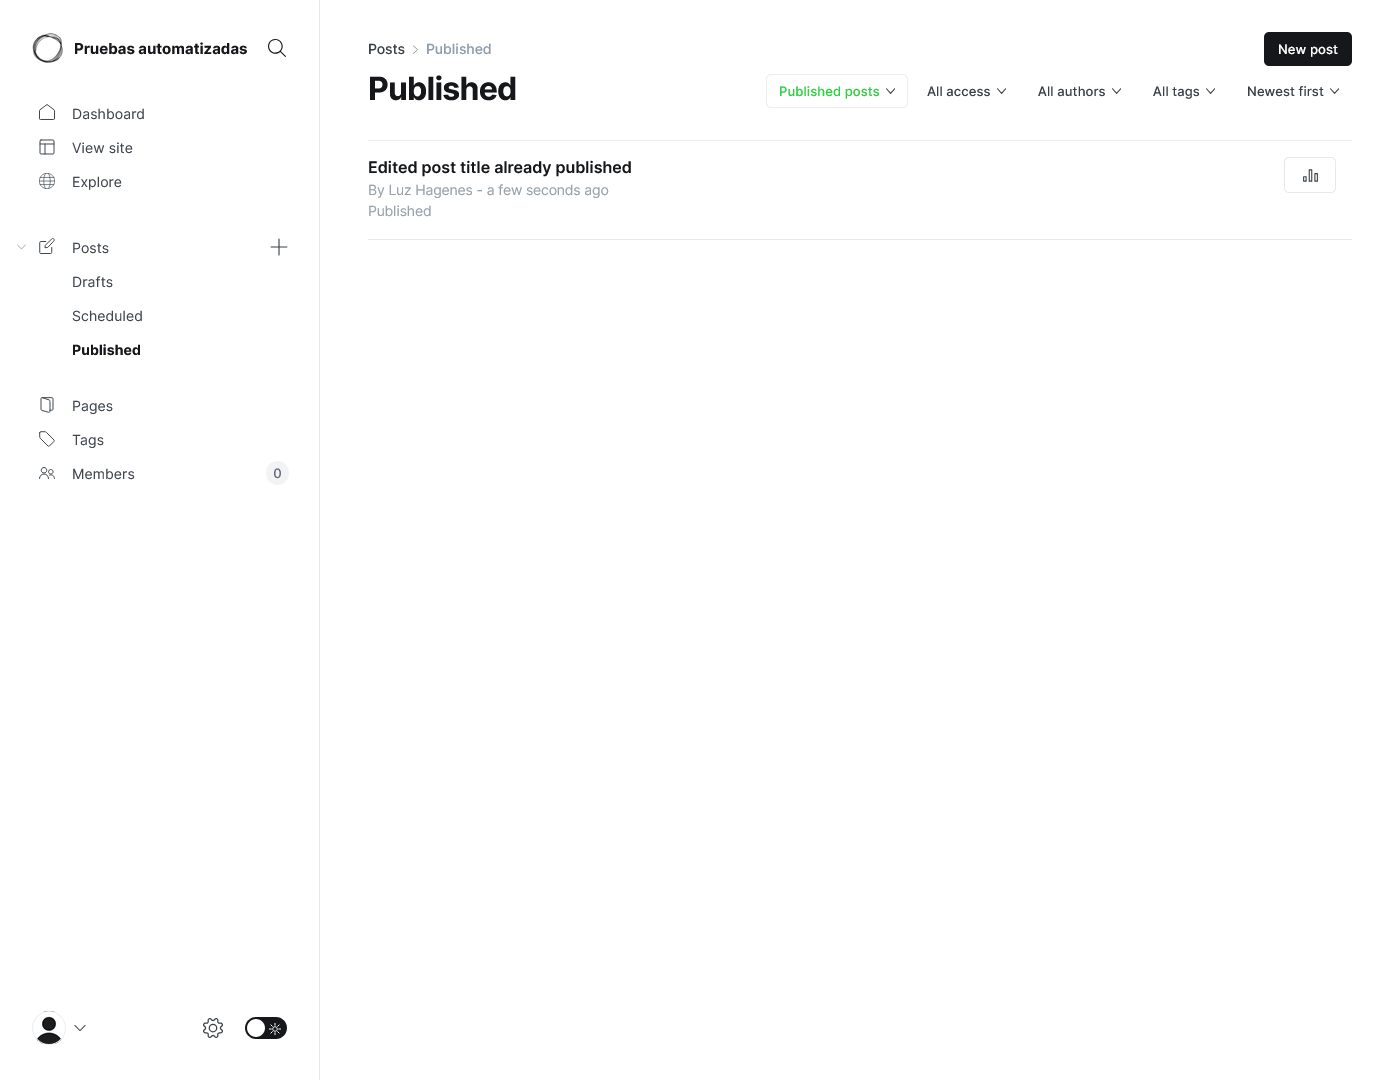 Pruebas automatizadas
Dashboard
View site
Explore
Posts
Drafts
Scheduled
Published
Pages
Tags
Members 0
Posts > Published
New post
Published
Published posts All access All authors All tags Newest first
Edited post title already published
By Luz Hagenes - a few seconds ago
Published